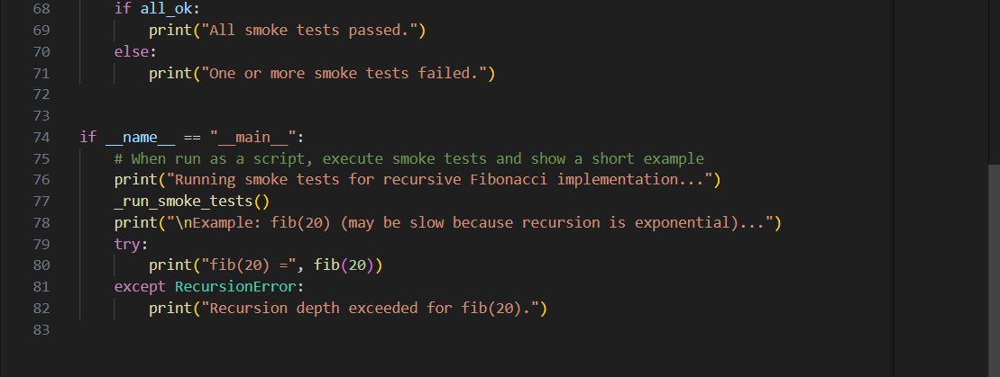 68 if all_ok:
69 print("All smoke tests passed.")
70 else:
71 print("One or more smoke tests failed.")
72
73
74 if __name__ == "__main__":
75 # When run as a script, execute smoke tests and show a short example
76 print("Running smoke tests for recursive Fibonacci implementation...")
77 _run_smoke_tests()
78 print("\nExample: fib(20) (may be slow because recursion is exponential)...")
79 try:
80 print("fib(20) =", fib(20))
81 except RecursionError:
82 print("Recursion depth exceeded for fib(20).")
83